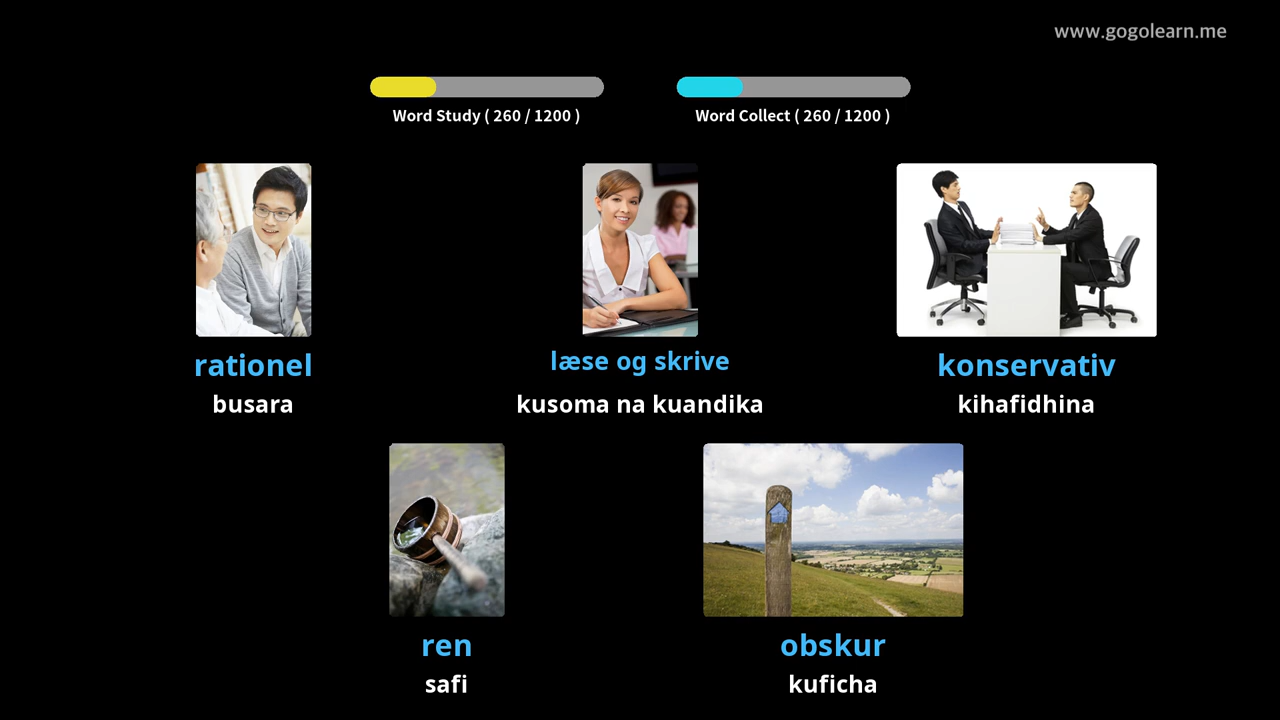 www.gogolearn.me
Word Study ( 260 / 1200 )
Word Collect ( 260 / 1200 )
rationel
busara
læse og skrive
kusoma na kuandika
konservativ
kihafidhina
ren
safi
obskur
kuficha